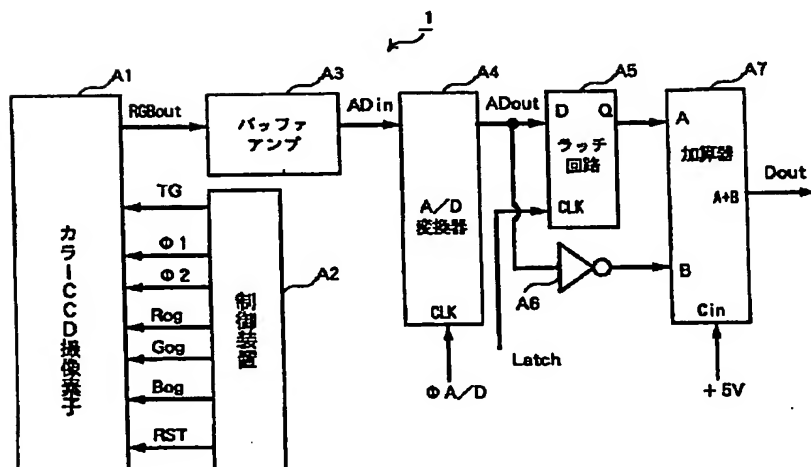 1
A1
A3
A4
A5
A7
RGBout
バッファ
アンプ
ADin
ADout
D
Q
ラッチ
回路
CLK
A
加算器
A+B
Dout
B
Cin
+5V
A/D
変換器
CLK
ΦA/D
Latch
A6
カラーCCD撮像素子
TG
Φ1
Φ2
Rog
Gog
Bog
RST
制御装置
A2